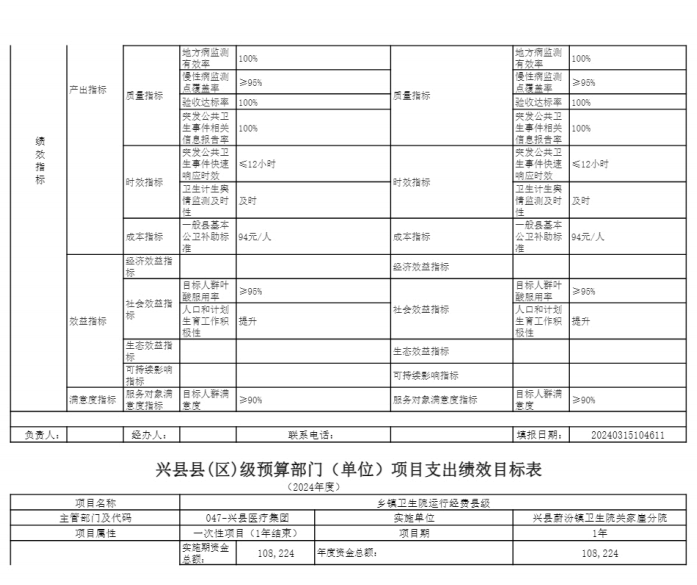 地方病监测有效率 100% 地方病监测有效率 100%
慢性病监测点覆盖率 ≥95% 慢性病监测点覆盖率 ≥95%
产出指标 质量指标 质量指标
验收达标率 100% 验收达标率 100%
突发公共卫生事件相关信息报告率 100% 突发公共卫生事件相关信息报告率 100%
绩效指标
突发公共卫生事件快速响应时效 ≤12小时 突发公共卫生事件快速响应时效 ≤12小时
时效指标 时效指标
卫生计生舆情监测及时性 及时 卫生计生舆情监测及时性 及时
成本指标 一般县基本公卫补助标准 94元/人 成本指标 一般县基本公卫补助标准 94元/人
经济效益指标 经济效益指标
目标人群叶酸服用率 ≥95% 目标人群叶酸服用率 ≥95%
社会效益指标 社会效益指标
效益指标 人口和计划生育工作积极性 提升 人口和计划生育工作积极性 提升
生态效益指标 生态效益指标
可持续影响指标 可持续影响指标
满意度指标 服务对象满意度指标 目标人群满意度 ≥90% 服务对象满意度指标 目标人群满意度 ≥90%
负责人: 经办人: 联系电话: 填报日期: 20240315104611
兴县县(区)级预算部门（单位）项目支出绩效目标表
（2024年度）
项目名称 乡镇卫生院运行经费县级
主管部门及代码 047-兴县医疗集团 实施单位 兴县蔚汾镇卫生院关家崖分院
项目属性 一次性项目（1年结束） 项目期 1年
实施期资金总额: 108,224 年度资金总额: 108,224